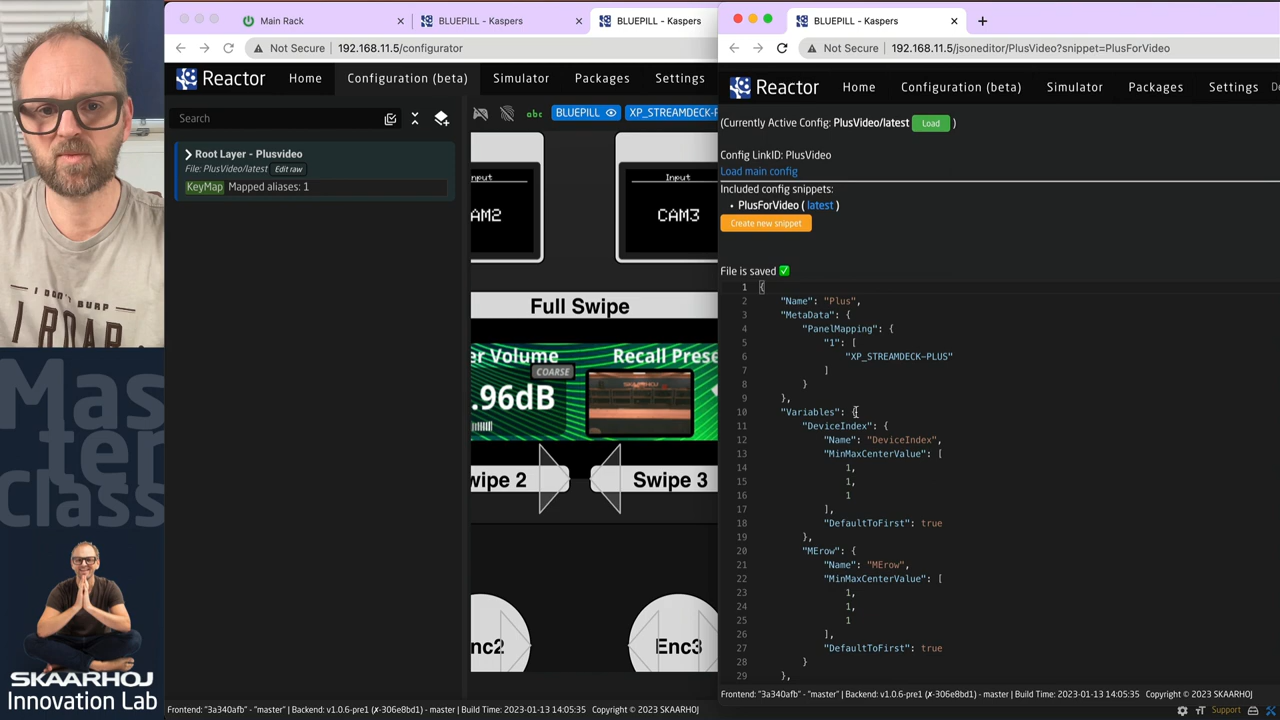 I DON'T BURP
I ROAR.
Master
Class
SKAARHOJ
Innovation Lab
Main Rack
BLUEPILL - Kaspers
BLUEPILL - Kaspers
Not Secure 192.168.11.5/configurator
Reactor Home Configuration (beta) Simulator Packages Settings
Search
Root Layer - Plusvideo
File: PlusVideo/latest Edit raw
KeyMap Mapped aliases: 1
abc BLUEPILL XP_STREAMDECK-P
nput
AM2
Input
CAM3
Full Swipe
er Volume
COARSE
.96dB
Recall Prese
SKAARHOJ
wipe 2
Swipe 3
Enc2
Enc3
Frontend: "3a340afb" - "master" | Backend: v1.0.6-pre1 (✗-306e8bd1) - master | Build Time: 2023-01-13 14:05:35 Copyright © 2023 SKAARHOJ
BLUEPILL - Kaspers
Not Secure 192.168.11.5/jsoneditor/PlusVideo?snippet=PlusForVideo
Reactor Home Configuration (beta) Simulator Packages Settings De
(Currently Active Config: PlusVideo/latest Load )
Config LinkID: PlusVideo
Load main config
Included config snippets:
• PlusForVideo ( latest )
Create new snippet
File is saved ✅
1 {
2 "Name": "Plus",
3 "MetaData": {
4 "PanelMapping": {
5 "1": [
6 "XP_STREAMDECK-PLUS"
7 ]
8 }
9 },
10 "Variables": {
11 "DeviceIndex": {
12 "Name": "DeviceIndex",
13 "MinMaxCenterValue": [
14 1,
15 1,
16 1
17 ],
18 "DefaultToFirst": true
19 },
20 "MErow": {
21 "Name": "MErow",
22 "MinMaxCenterValue": [
23 1,
24 1,
25 1
26 ],
27 "DefaultToFirst": true
28 }
29 },
Frontend: "3a340afb" - "master" | Backend: v1.0.6-pre1 (✗-306e8bd1) - master | Build Time: 2023-01-13 14:05:35 Copyright © 2023 SKAARHOJ
Support